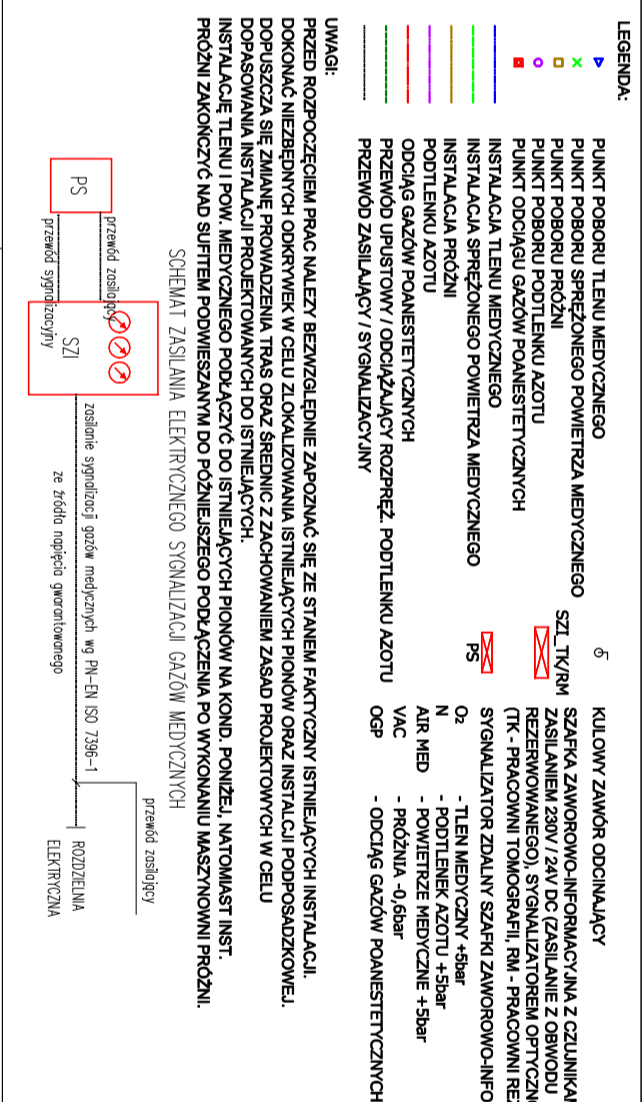 LEGENDA:
PUNKT POBORU TLENU MEDYCZNEGO
PUNKT POBORU SPRĘŻONEGO POWIETRZA MEDYCZNEGO
PUNKT POBORU PRÓŻNI
PUNKT POBORU PODTLENKU AZOTU
PUNKT ODCIĄGU GAZÓW POANESTETYCZNYCH
INSTALACJA TLENU MEDYCZNEGO
INSTALACJA SPRĘŻONEGO POWIETRZA MEDYCZNEGO
INSTALACJA PRÓŻNI
PODTLENKU AZOTU
ODCIĄG GAZÓW POANESTETYCZNYCH
PRZEWÓD UPUSTOWY / ODCIĄŻAJĄCY ROZPRĘŻ. PODTLENKU AZOTU
PRZEWÓD ZASILAJĄCY / SYGNALIZACYJNY
KULOWY ZAWÓR ODCINAJĄCY
SZI_TK/RM
SZAFKA ZAWOROWO-INFORMACYJNA Z CZUJNIKAM
ZASILANIEM 230V / 24V DC (ZASILANIE Z OBWODU
REZERWOWANEGO), SYGNALIZATOREM OPTYCZNO
(TK - PRACOWNI TOMOGRAFII, RM - PRACOWNI REZ
PS
SYGNALIZATOR ZDALNY SZAFKI ZAWOROWO-INFO
O2 - TLEN MEDYCZNY +5bar
N - PODTLENEK AZOTU +5bar
AIR MED - POWIETRZE MEDYCZNE +5bar
VAC - PRÓŻNIA -0,6bar
OGP - ODCIĄG GAZÓW POANESTETYCZNYCH
UWAGI:
PRZED ROZPOCZĘCIEM PRAC NALEŻY BEZWZGLĘDNIE ZAPOZNAĆ SIĘ ZE STANEM FAKTYCZNY ISTNIEJĄCYCH INSTALACJI.
DOKONAĆ NIEZBĘDNYCH ODKRYWEK W CELU ZLOKALIZOWANIA ISTNIEJĄCYCH PIONÓW ORAZ INSTALCJI PODPOSADZKOWEJ.
DOPUSZCZA SIĘ ZMIANĘ PROWADZENIA TRAS ORAZ ŚREDNIC Z ZACHOWANIEM ZASAD PROJEKTOWYCH W CELU
DOPASOWANIA INSTALACJI PROJEKTOWANYCH DO ISTNIEJĄCYCH.
INSTALACJĘ TLENU I POW. MEDYCZNEGO PODŁĄCZYĆ DO ISTNIEJĄCYCH PIONÓW NA KOND. PONIŻEJ, NATOMIAST INST.
PRÓŻNI ZAKOŃCZYĆ NAD SUFITEM PODWIESZANYM DO PÓŹNIEJSZEGO PODŁĄCZENIA PO WYKONANIU MASZYNOWNI PRÓŻNI.
SCHEMAT ZASILANIA ELEKTRYCZNEGO SYGNALIZACJI GAZÓW MEDYCZNYCH
PS
przewód zasilający
przewód sygnalizacyjny
SZI
zasilanie sygnalizacji gazów medycznych wg PN-EN ISO 7396-1
ze źródła napięcia gwarantowanego
przewód zasilający
ROZDZIELNIA
ELEKTRYCZNA